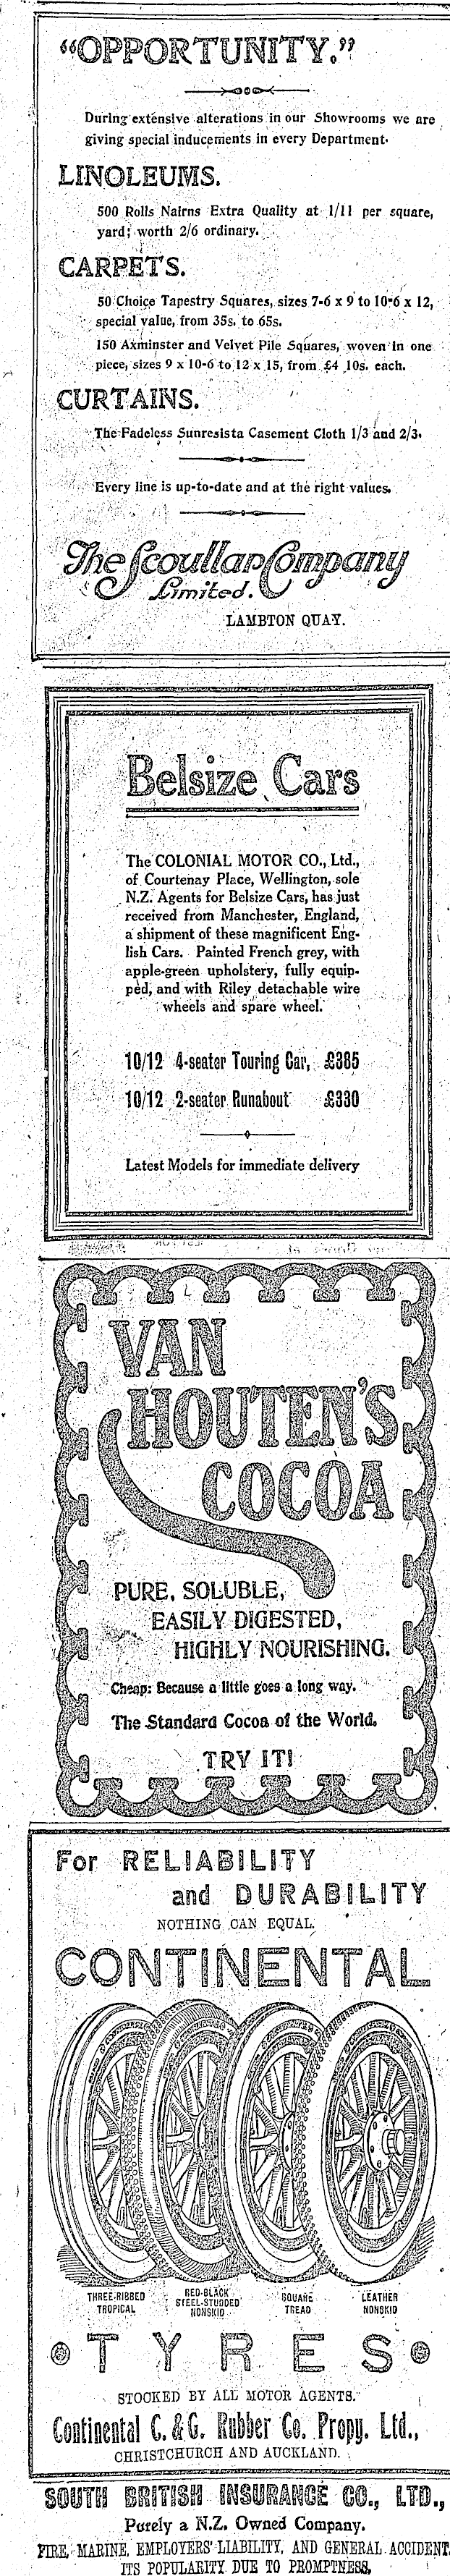 "OPPORTUNITY."
During extensive alterations in our Showrooms we are
giving special inducements in every Department.
LINOLEUMS.
500 Rolls Nairns Extra Quality at 1/11 per square,
yard; worth 2/6 ordinary.
CARPETS.
50 Choice Tapestry Squares, sizes 7-6 x 9 to 10-6 x 12,
special value, from 35s. to 65s.
150 Axminster and Velvet Pile Squares, woven in one
piece, sizes 9 x 10-6 to 12 x 15, from £4 10s. each.
CURTAINS.
The Fadeless Sunresista Casement Cloth 1/3 and 2/3.
Every line is up-to-date and at the right values.
The Scoullar Company
Limited.
LAMBTON QUAY.
Belsize Cars
The COLONIAL MOTOR CO., Ltd.,
of Courtenay Place, Wellington, sole
N.Z. Agents for Belsize Cars, has just
received from Manchester, England,
a shipment of these magnificent Eng-
lish Cars. Painted French grey, with
apple-green upholstery, fully equip-
ped, and with Riley detachable wire
wheels and spare wheel.
10/12 4-seater Touring Car, £385
10/12 2-seater Runabout £330
Latest Models for immediate delivery
VAN
HOUTEN'S
COCOA
PURE, SOLUBLE,
EASILY DIGESTED,
HIGHLY NOURISHING.
Cheap: Because a little goes a long way.
The Standard Cocoa of the World.
TRY IT!
For RELIABILITY
and DURABILITY
NOTHING CAN EQUAL
CONTINENTAL
THREE-RIBBED TROPICAL
RED-BLACK STEEL-STUDDED NONSKID
SQUARE TREAD
LEATHER NONSKID
TYRES
STOCKED BY ALL MOTOR AGENTS.
Continental C. & G. Rubber Co. Propy. Ltd.,
CHRISTCHURCH AND AUCKLAND.
SOUTH BRITISH INSURANCE CO., LTD.,
Purely a N.Z. Owned Company.
FIRE, MARINE, EMPLOYERS' LIABILITY, AND GENERAL ACCIDENT
ITS POPULARITY DUE TO PROMPTNESS,